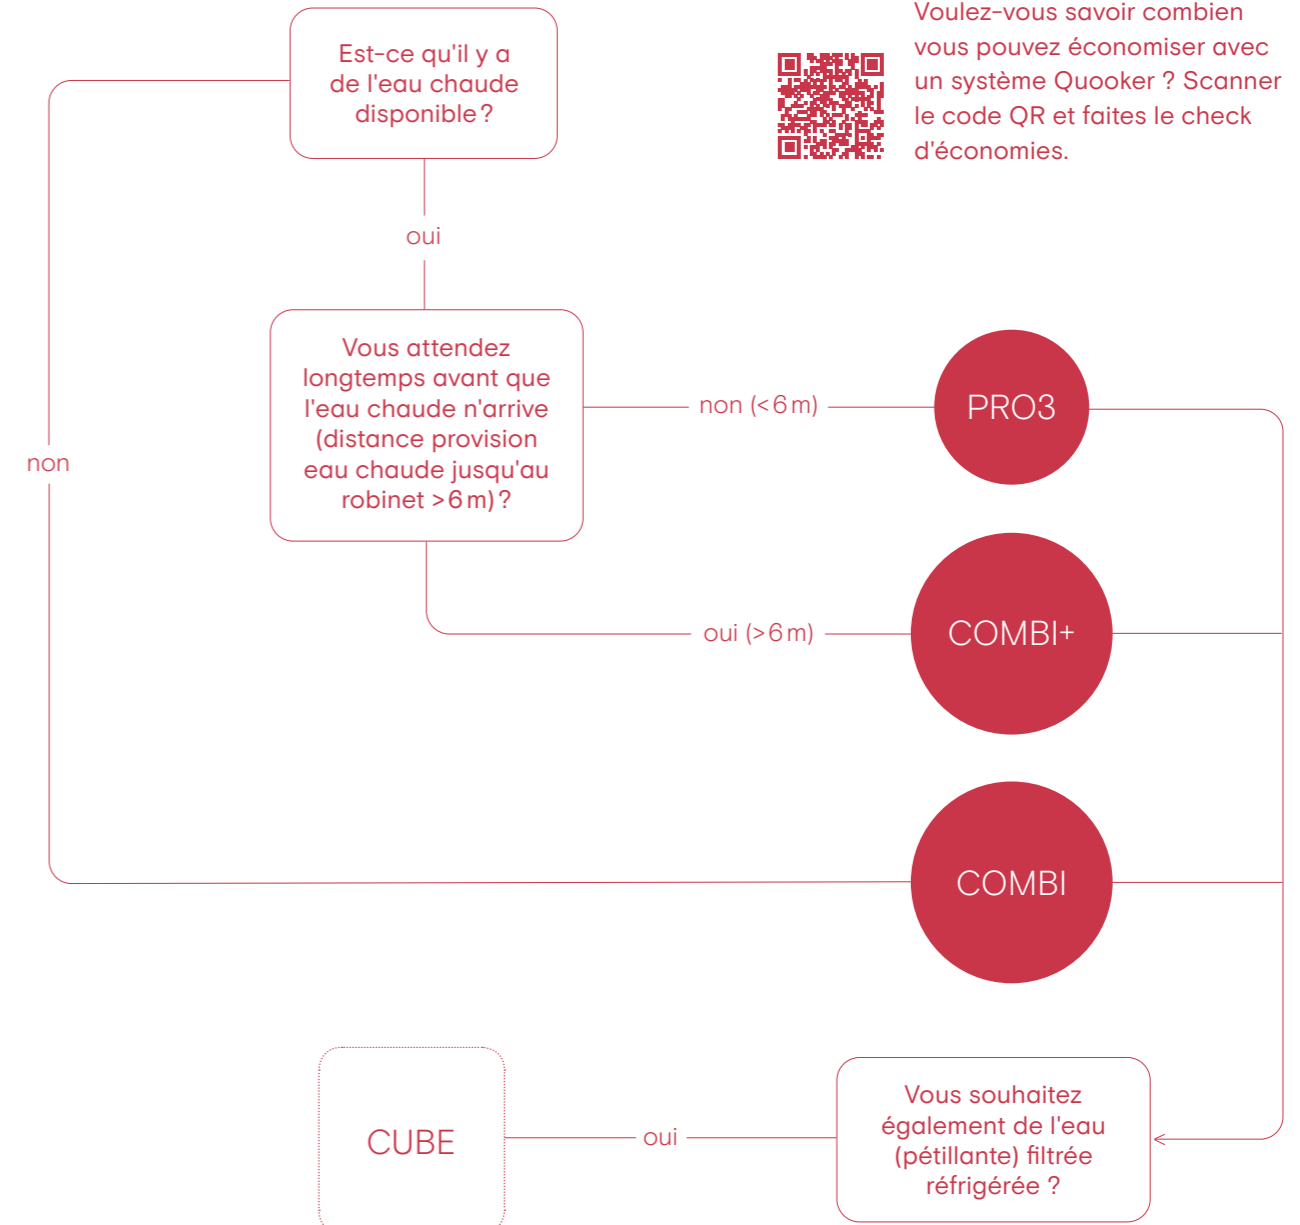 Voulez-vous savoir combien
vous pouvez économiser avec
un système Quooker ? Scanner
le code QR et faites le check
d'économies.
Est-ce qu'il y a
de l'eau chaude
disponible ?
oui
non
Vous attendez
longtemps avant que
l'eau chaude n'arrive
(distance provision
eau chaude jusqu'au
robinet >6 m) ?
non (<6 m)
PRO3
oui (>6 m)
COMBI+
COMBI
Vous souhaitez
également de l'eau
(pétillante) filtrée
réfrigérée ?
oui
CUBE